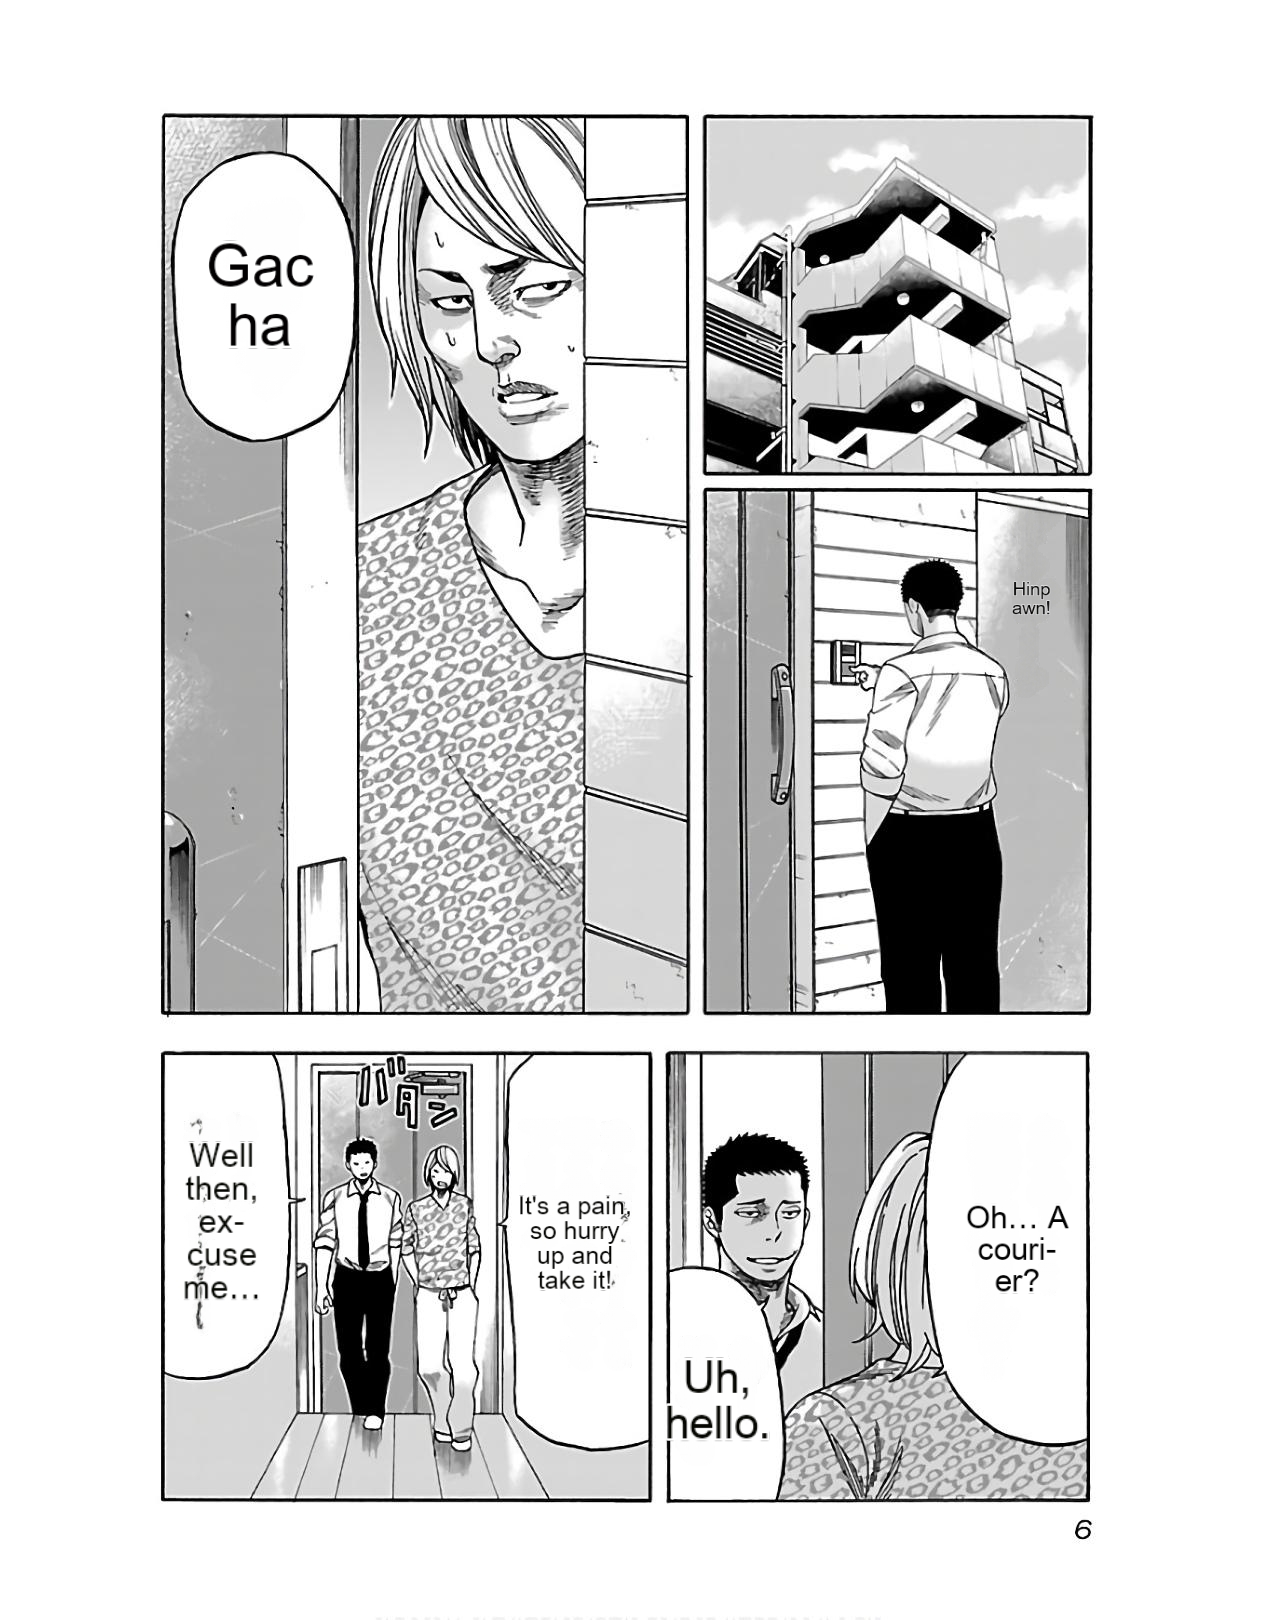 Hinp
awn!
Gac
ha
Oh... A
couri-
er?
Uh,
hello.
It's a pain,
so hurry
up and
take it!
バタン
Well
then,
ex-
cuse
me...
6